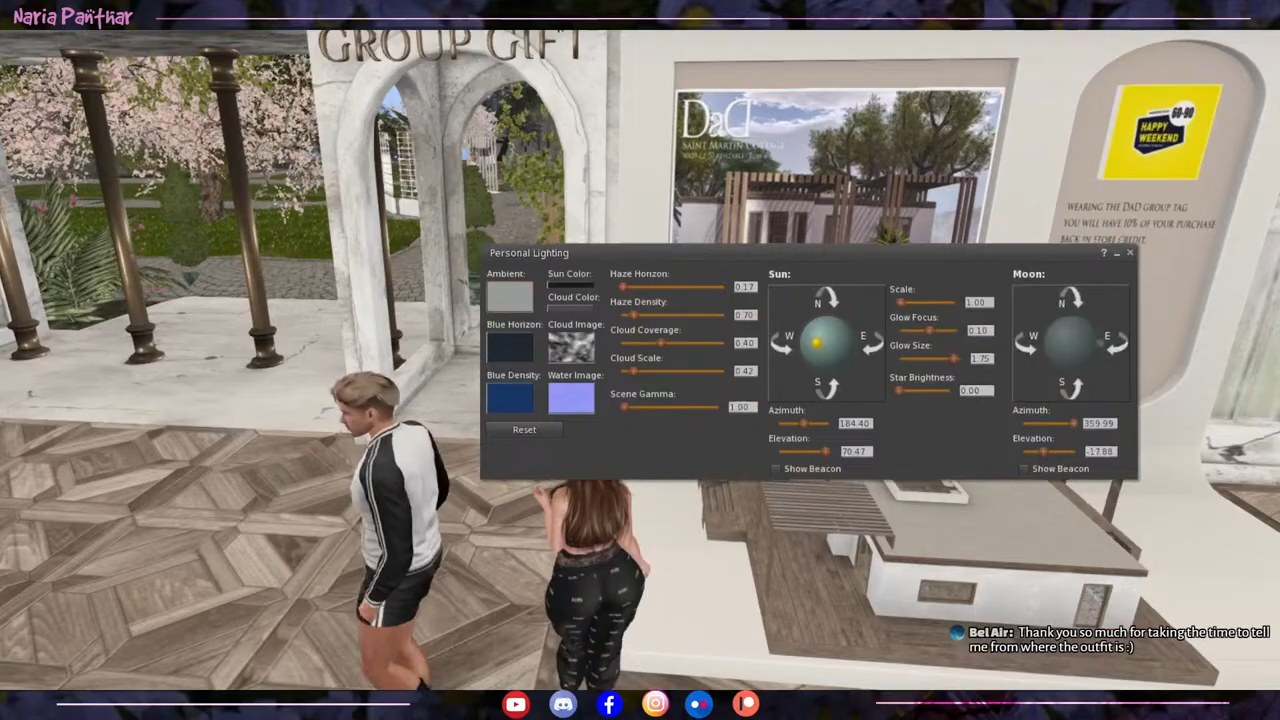 Naria Panthar
GROUP GIFT
DaD
SAINT MARTIN COTTAGE
60-90
HAPPY
WEEKEND
WEARING THE DAD GROUP TAG
YOU WILL HAVE 10% OF YOUR PURCHASE
BACK IN STORE CREDIT.
Personal Lighting
?
Ambient:
Sun Color:
Cloud Color:
Blue Horizon:
Cloud Image:
Blue Density:
Water Image:
Reset
Haze Horizon:
0.17
Haze Density:
0.70
Cloud Coverage:
0.40
Cloud Scale:
0.42
Scene Gamma:
1.00
Sun:
N
W
E
S
Azimuth:
184.40
Elevation:
70.47
Show Beacon
Scale:
1.00
Glow Focus:
0.10
Glow Size:
1.75
Star Brightness:
0.00
Moon:
N
W
E
S
Azimuth:
359.99
Elevation:
-17.88
Show Beacon
Bel Air: Thank you so much for taking the time to tell
me from where the outfit is :)